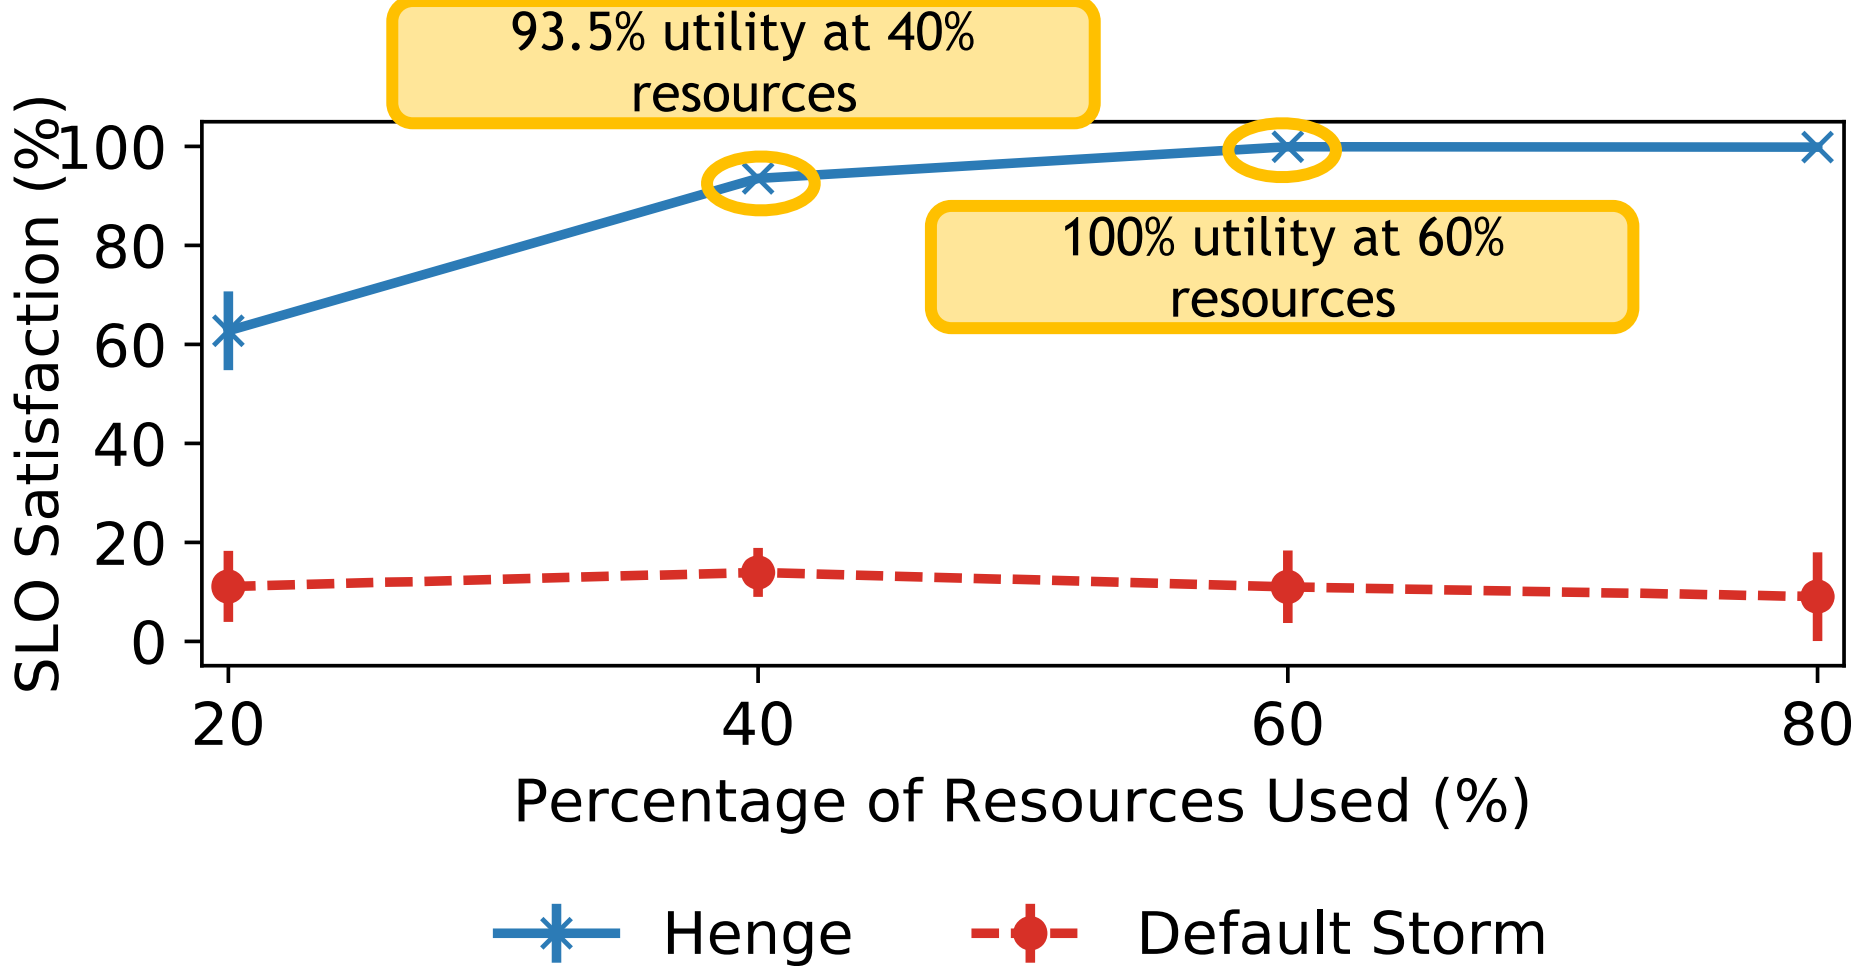 93.5% utility at 40%
resources
SLO Satisfaction (%)
100
80
60
40
20
0
100% utility at 60%
resources
20 40 60 80
Percentage of Resources Used (%)
Henge Default Storm